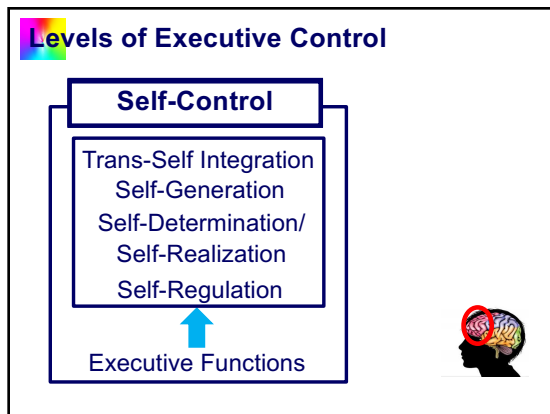 Levels of Executive Control
Self-Control
Trans-Self Integration
Self-Generation
Self-Determination/
Self-Realization
Self-Regulation
Executive Functions